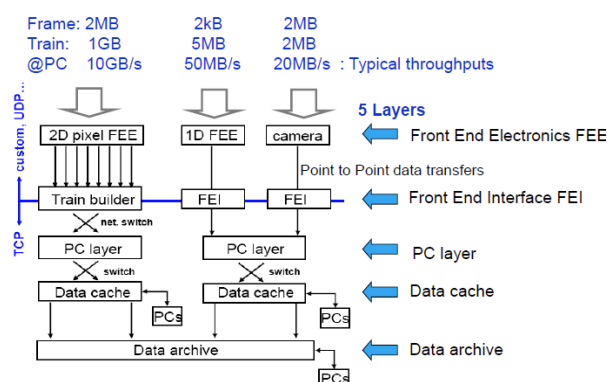 Frame: 2MB 2kB 2MB
Train: 1GB 5MB 2MB
@PC 10GB/s 50MB/s 20MB/s : Typical throughputs
5 Layers
custom, UDP...
2D pixel FEE 1D FEE camera Front End Electronics FEE
Point to Point data transfers
Train builder FEI FEI Front End Interface FEI
TCP
net. switch
PC layer PC layer PC layer
switch switch
Data cache Data cache Data cache
PCs PCs
Data archive Data archive
PCs